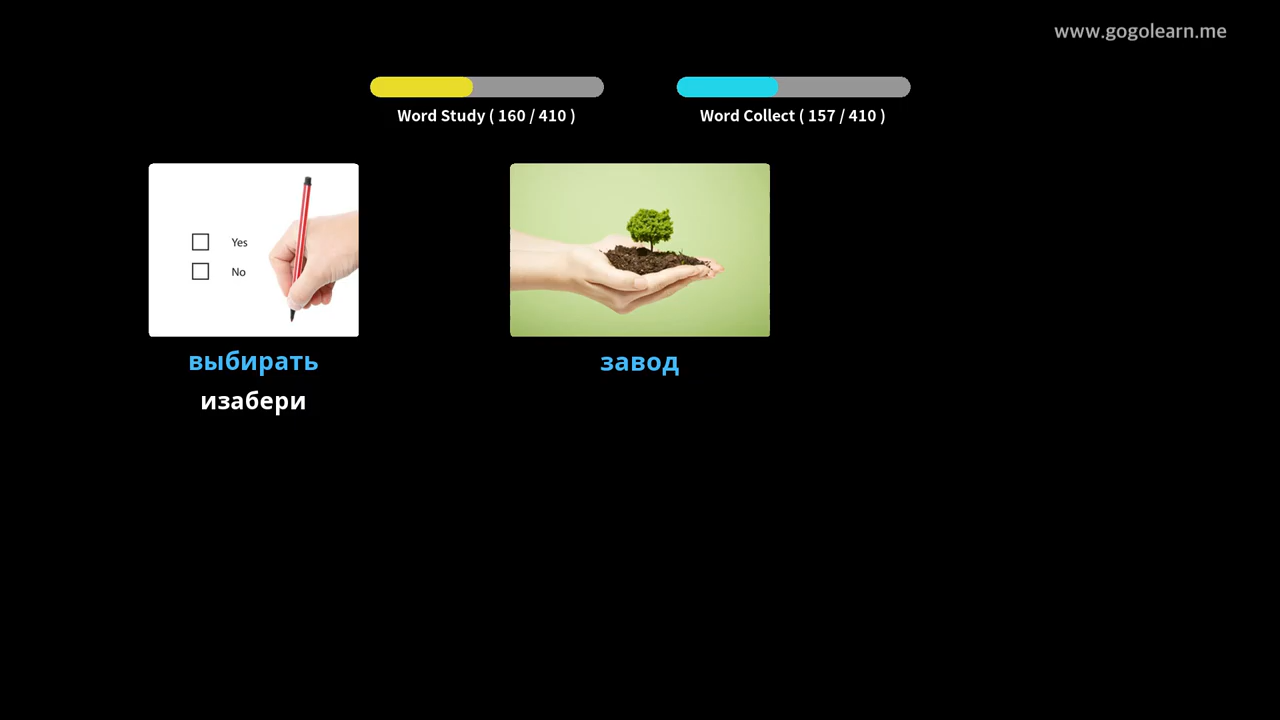 www.gogolearn.me
Word Study ( 160 / 410 )
Word Collect ( 157 / 410 )
Yes
No
выбирать
изабери
завод